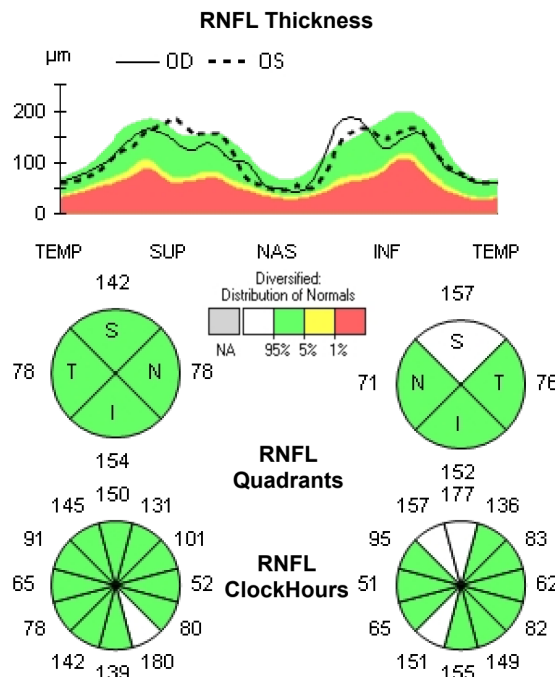 RNFL Thickness
μm OD OS
200
100
0
TEMP SUP NAS INF TEMP
142
Diversified:
Distribution of Normals
157
NA 95% 5% 1%
S
78 T N 78
I
154
S
71 N T 76
I
152
RNFL
Quadrants
150
145 131
91 101
65 52
78 80
142 180
139
RNFL
ClockHours
177
157 136
95 83
51 62
65 82
151 149
155